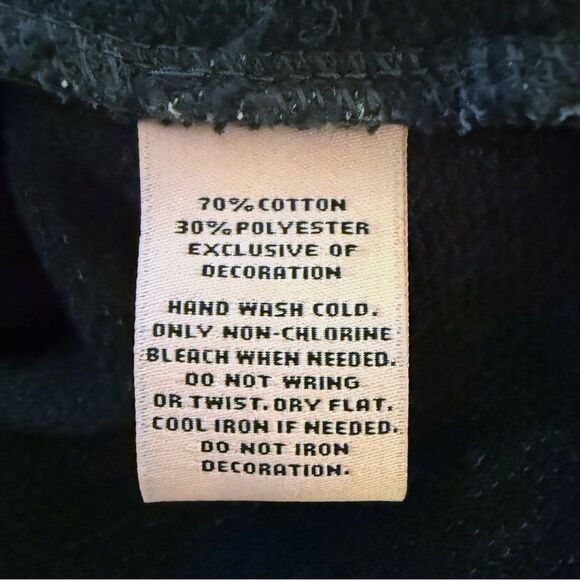 70% COTTON
30% POLYESTER
EXCLUSIVE OF
DECORATION
HAND WASH COLD.
ONLY NON-CHLORINE
BLEACH WHEN NEEDED.
DO NOT WRING
OR TWIST. DRY FLAT.
COOL IRON IF NEEDED.
DO NOT IRON
DECORATION.